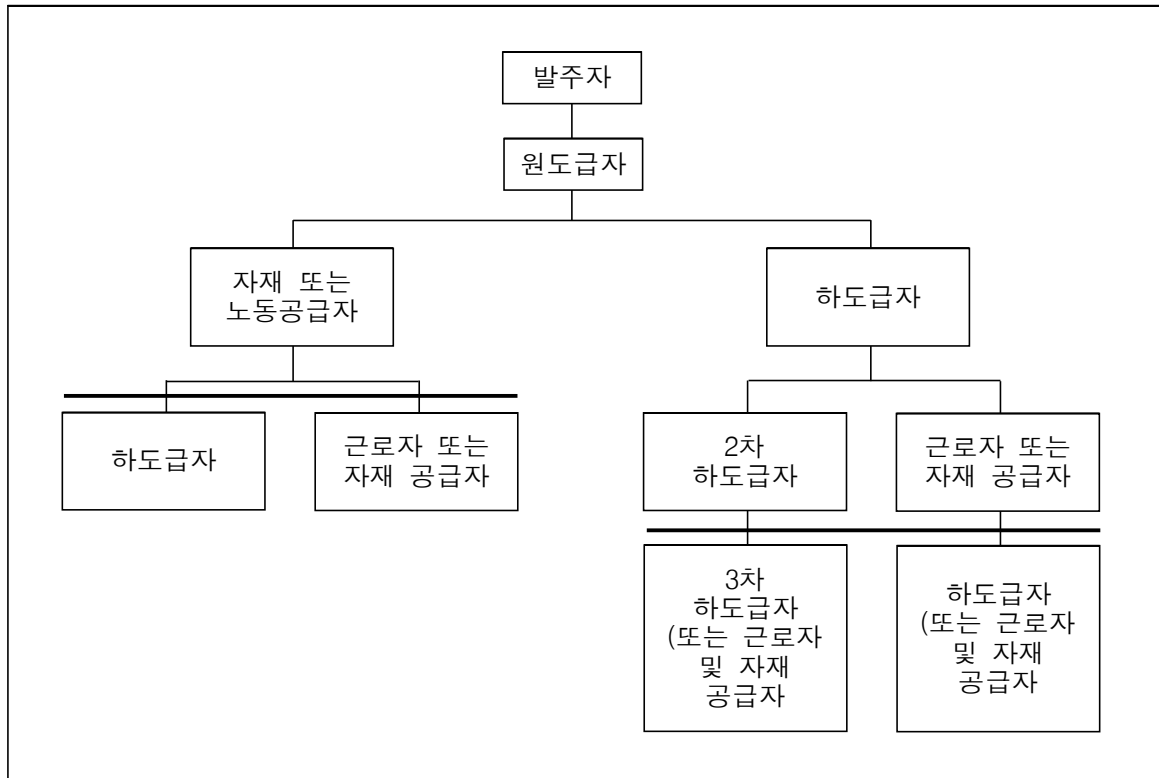 발주자
원도급자
자재 또는
노동공급자
하도급자
하도급자
근로자 또는
자재 공급자
2차
하도급자
근로자 또는
자재 공급자
3차
하도급자
(또는 근로자
및 자재
공급자
하도급자
(또는 근로자
및 자재
공급자